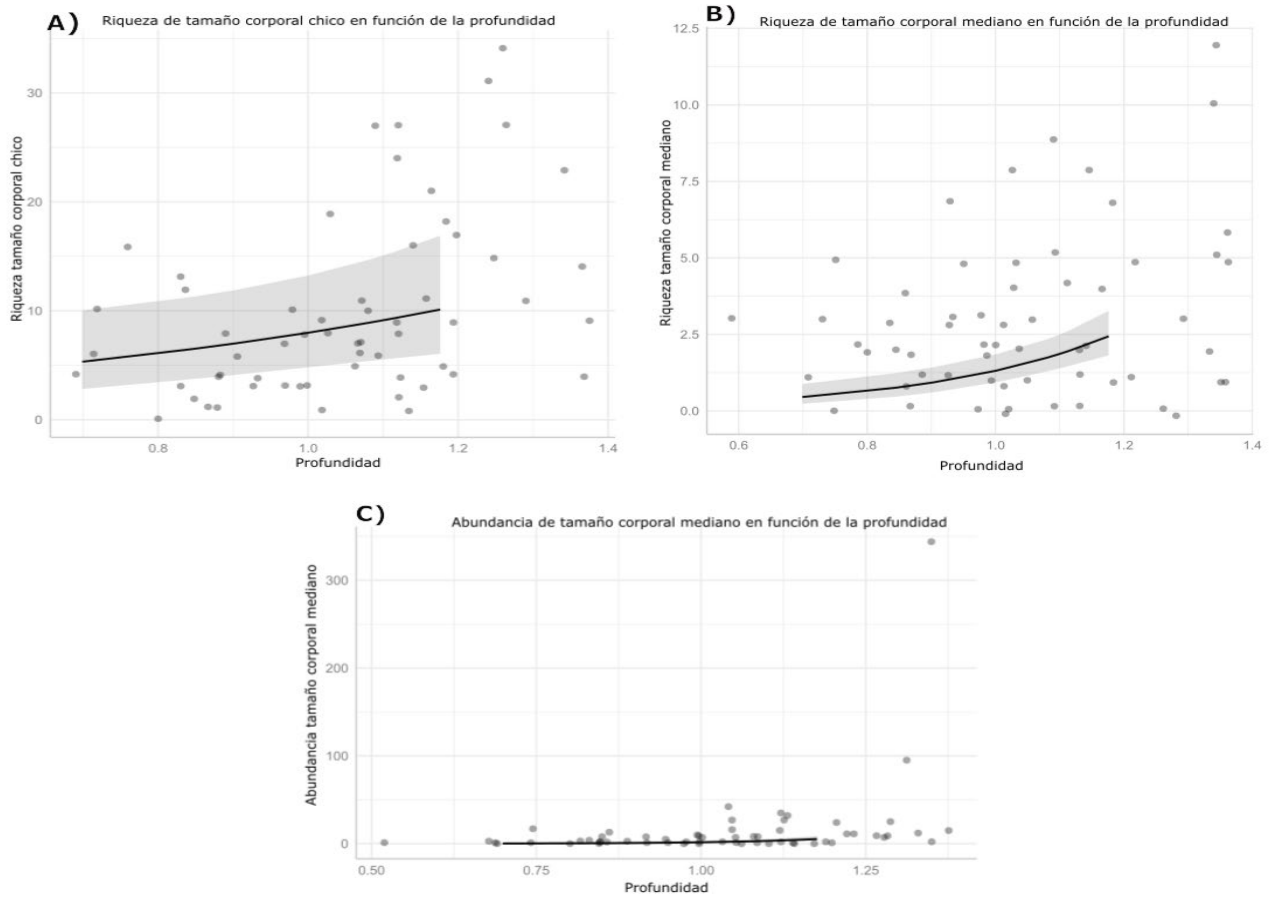 A)
Riqueza de tamaño corporal chico en función de la profundidad
Riqueza tamaño corporal chico
30
20
10
0
0.8 1.0 1.2 1.4
Profundidad
B)
Riqueza de tamaño corporal mediano en función de la profundidad
Riqueza tamaño corporal mediano
12.5
10.0
7.5
5.0
2.5
0.0
0.6 0.8 1.0 1.2 1.4
Profundidad
C)
Abundancia de tamaño corporal mediano en función de la profundidad
Abundancia tamaño corporal mediano
300
200
100
0
0.50 0.75 1.00 1.25
Profundidad